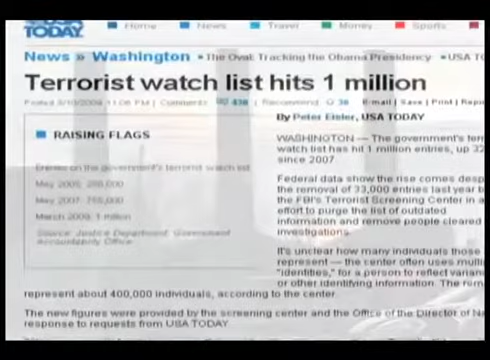 USA
TODAY
Home News Travel Money Sports
News » Washington The Oval: Tracking the Obama Presidency USA T
Terrorist watch list hits 1 million
Posted 3/10/2009 11:06 PM | Comments 438 | Recommend 36 E-mail | Save | Print |
By Peter Eisler, USA TODAY
RAISING FLAGS
Entries on the government's terrorist watch list
May 2005: 288,000
May 2007: 755,000
March 2009: 1 million
Source: Justice Department, Government
Accountability Office
WASHINGTON — The government's terr
watch list has hit 1 million entries, up 32
since 2007.
Federal data show the rise comes desp
the removal of 33,000 entries last year b
the FBI's Terrorist Screening Center in a
effort to purge the list of outdated
information and remove people cleared
investigations.
It's unclear how many individuals those
represent — the center often uses multi
"identities," for a person to reflect varian
or other identifying information. The rem
represent about 400,000 individuals, according to the center.
The new figures were provided by the screening center and the Office of the Director of Na
response to requests from USA TODAY